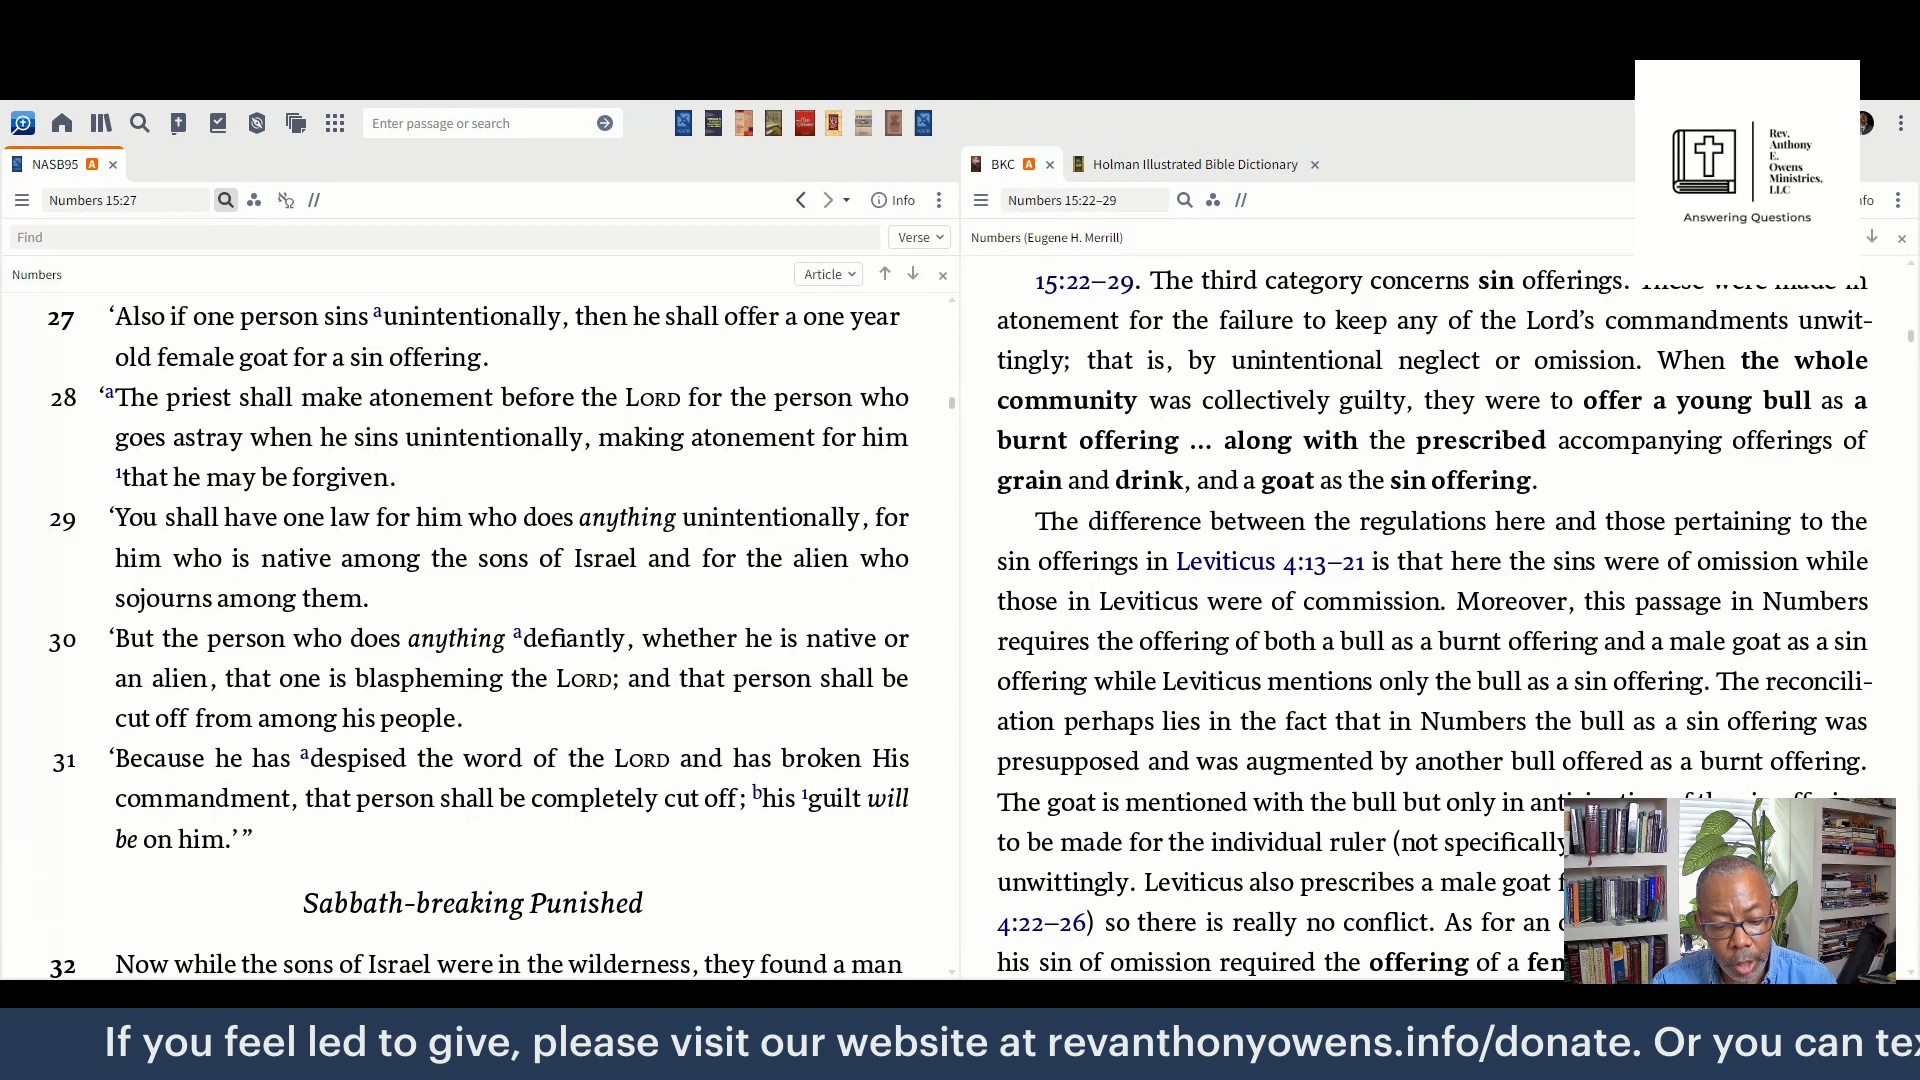 Enter passage or search
NASB95 A
Numbers 15:27
Info
Find
Verse
Numbers
Article
27 ‘Also if one person sins aunintentionally, then he shall offer a one year
old female goat for a sin offering.
28 ‘aThe priest shall make atonement before the LORD for the person who
goes astray when he sins unintentionally, making atonement for him
1that he may be forgiven.
29 ‘You shall have one law for him who does anything unintentionally, for
him who is native among the sons of Israel and for the alien who
sojourns among them.
30 ‘But the person who does anything adefiantly, whether he is native or
an alien, that one is blaspheming the LORD; and that person shall be
cut off from among his people.
31 ‘Because he has adespised the word of the LORD and has broken His
commandment, that person shall be completely cut off; bhis 1guilt will
be on him.’ ”
Sabbath-breaking Punished
32 Now while the sons of Israel were in the wilderness, they found a man
BKC A
Holman Illustrated Bible Dictionary
Numbers 15:22–29
Numbers (Eugene H. Merrill)
15:22–29. The third category concerns sin offerings. These were made in
atonement for the failure to keep any of the Lord’s commandments unwit-
tingly; that is, by unintentional neglect or omission. When the whole
community was collectively guilty, they were to offer a young bull as a
burnt offering ... along with the prescribed accompanying offerings of
grain and drink, and a goat as the sin offering.
The difference between the regulations here and those pertaining to the
sin offerings in Leviticus 4:13–21 is that here the sins were of omission while
those in Leviticus were of commission. Moreover, this passage in Numbers
requires the offering of both a bull as a burnt offering and a male goat as a sin
offering while Leviticus mentions only the bull as a sin offering. The reconcili-
ation perhaps lies in the fact that in Numbers the bull as a sin offering was
presupposed and was augmented by another bull offered as a burnt offering.
The goat is mentioned with the bull but only in
to be made for the individual ruler (not specifically
unwittingly. Leviticus also prescribes a male goat
4:22–26) so there is really no conflict. As for an
his sin of omission required the offering of a
Rev.
Anthony
E.
Owens
Ministries,
LLC
Answering Questions
If you feel led to give, please visit our website at revanthonyowens.info/donate. Or you can